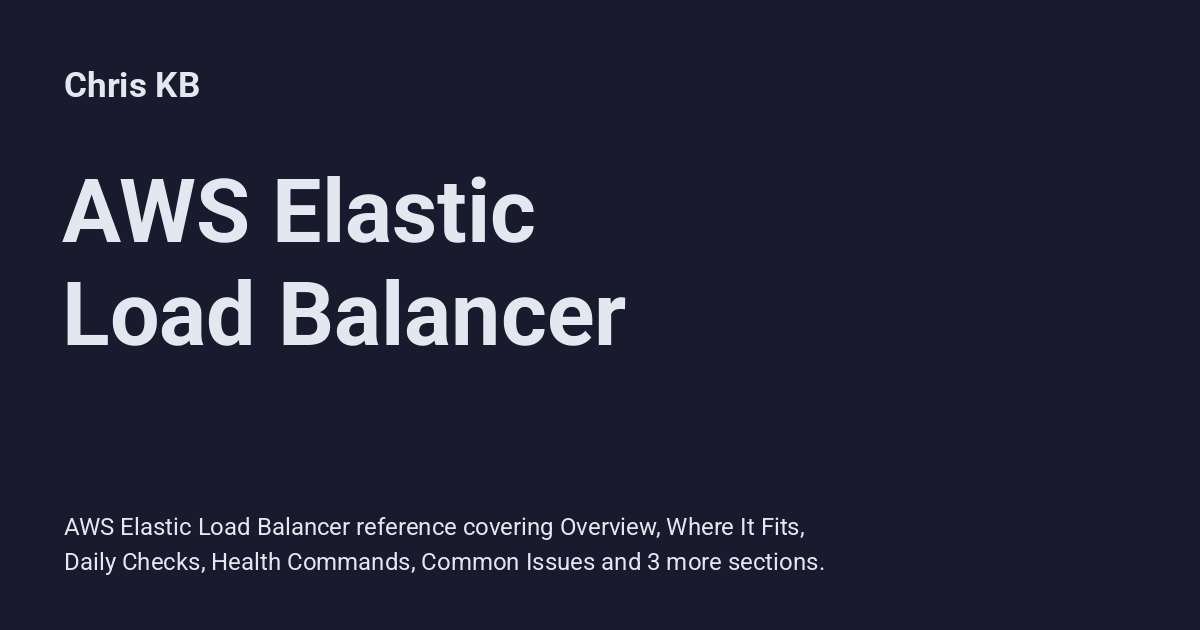 Chris KB
AWS Elastic
Load Balancer
AWS Elastic Load Balancer reference covering Overview, Where It Fits,
Daily Checks, Health Commands, Common Issues and 3 more sections.